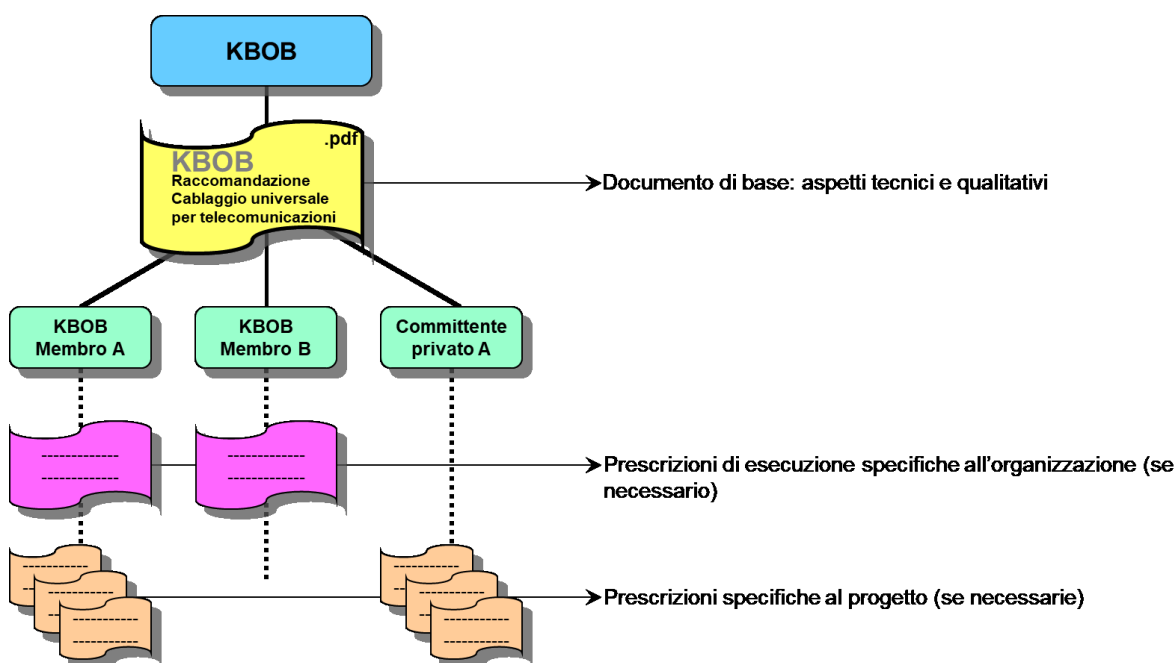 KBOB
.pdf
KBOB
Raccomandazione
Cablaggio universale
per telecomunicazioni
Documento di base: aspetti tecnici e qualitativi
KBOB
Membro A
KBOB
Membro B
Committente
privato A
-------------
-------------
-------------
-------------
Prescrizioni di esecuzione specifiche all'organizzazione (se
necessario)
-------------
-------------
-------------
-------------
-------------
-------------
-------------
-------------
Prescrizioni specifiche al progetto (se necessarie)